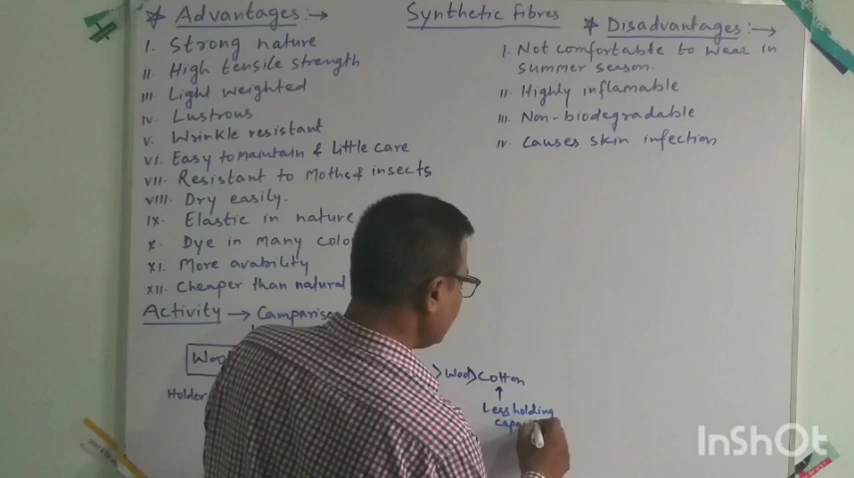 Synthetic fibres
* Advantages:→
I. Strong nature
II. High tensile strength
III. Light weighted
IV. Lustrous
V. Wrinkle resistant
VI. Easy to maintain & little care
VII. Resistant to Moths & insects
VIII. Dry easily.
IX. Elastic in nature
X. Dye in many colo
XI. More avability
XII. Cheaper than natural
Activity → Comparise
Woo
Holder
> Wool > Cotton
↑
Less holding
capa
* Disadvantages:→
I. Not comfortable to wear in
summer season.
II. Highly inflamable
III. Non-biodegradable
IV. Causes skin infection
InShOt